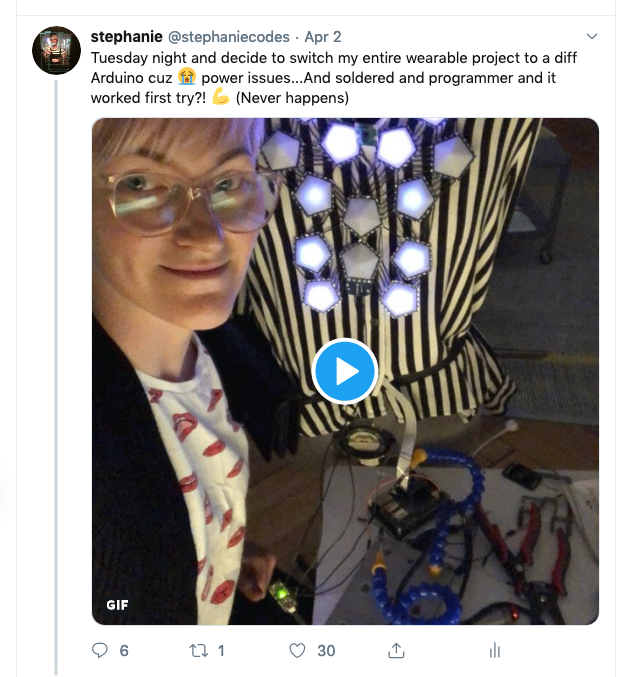 stephanie @stephaniecodes · Apr 2
Tuesday night and decide to switch my entire wearable project to a diff
Arduino cuz 😭 power issues...And soldered and programmer and it
worked first try?! 💪 (Never happens)
GIF
6 1 30